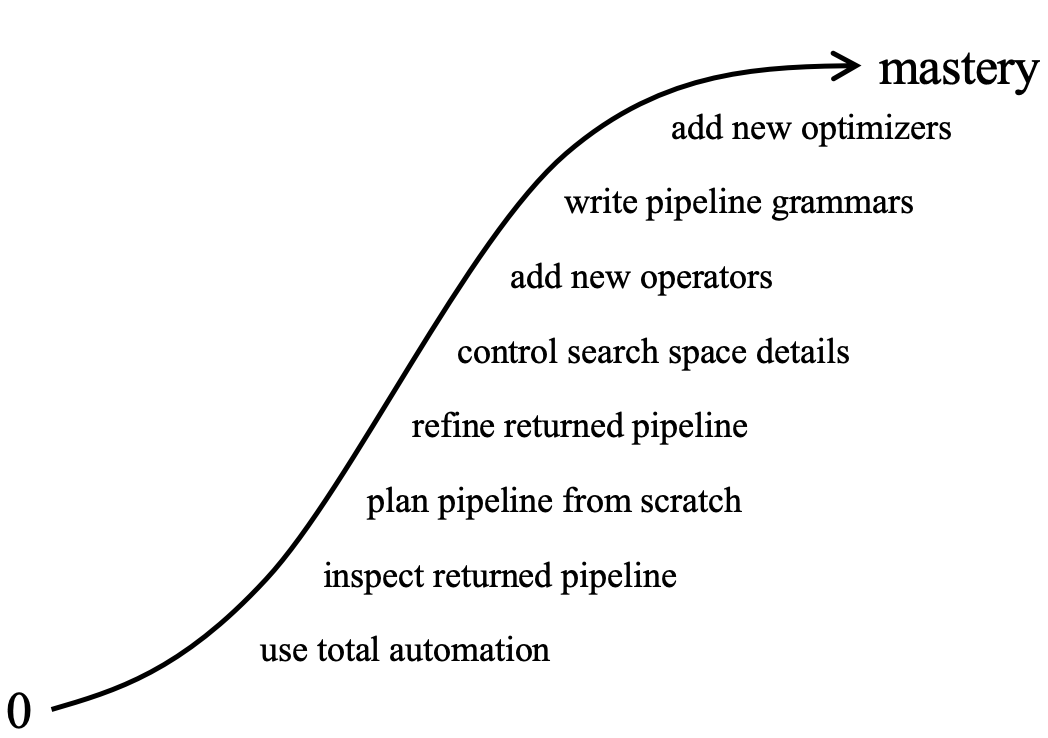 mastery
add new optimizers
write pipeline grammars
add new operators
control search space details
refine returned pipeline
plan pipeline from scratch
inspect returned pipeline
use total automation
0